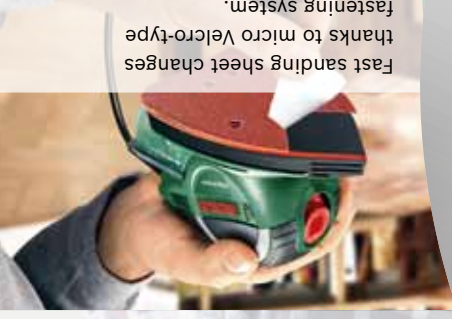 Fast sanding sheet changes
thanks to micro Velcro-type
fastening system.